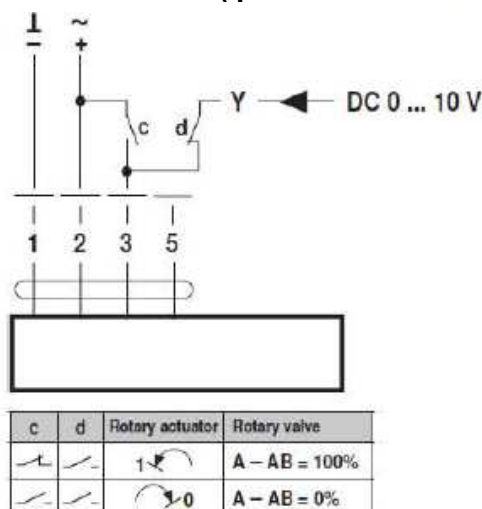 ⊥ ~
– +
c d Y DC 0 ... 10 V
1 2 3 5
c d Rotary actuator Rotary valve
1 A – AB = 100%
0 A – AB = 0%